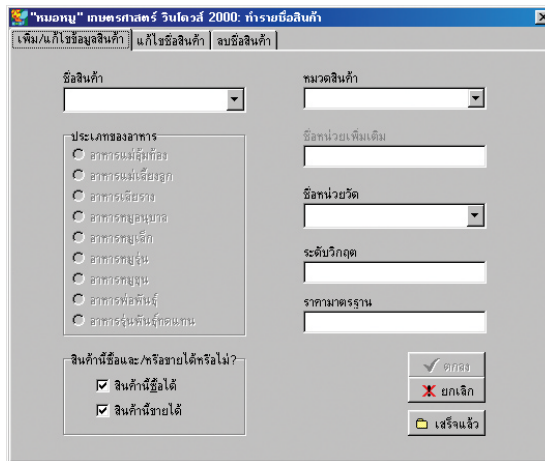 "หมอหมู" เกษตรศาสตร์ วินโดวส์ 2000: ทำรายชื่อสินค้า
เพิ่ม/แก้ไขข้อมูลสินค้า แก้ไขชื่อสินค้า ลบชื่อสินค้า
ชื่อสินค้า
หมวดสินค้า
ประเภทของอาหาร
อาหารแม่อุ้มท้อง
อาหารแม่เลี้ยงลูก
อาหารเลียราง
อาหารหมูอนุบาล
อาหารหมูเล็ก
อาหารหมูรุ่น
อาหารหมูขุน
อาหารพ่อพันธุ์
อาหารรุ่นพันธุ์ทดแทน
ชื่อหน่วยเพิ่มเติม
ชื่อหน่วยวัด
ระดับวิกฤต
ราคามาตรฐาน
สินค้านี้ซื้อและ/หรือขายได้หรือไม่?
สินค้านี้ซื้อได้
สินค้านี้ขายได้
ตกลง
ยกเลิก
เสร็จแล้ว